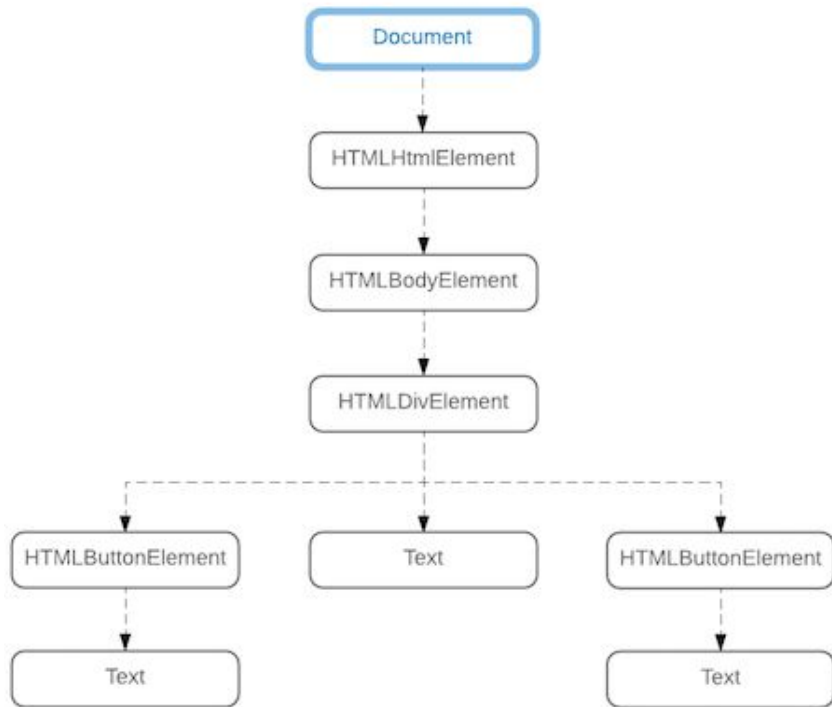 Document
HTMLHtmlElement
HTMLBodyElement
HTMLDivElement
HTMLButtonElement
Text
HTMLButtonElement
Text
Text